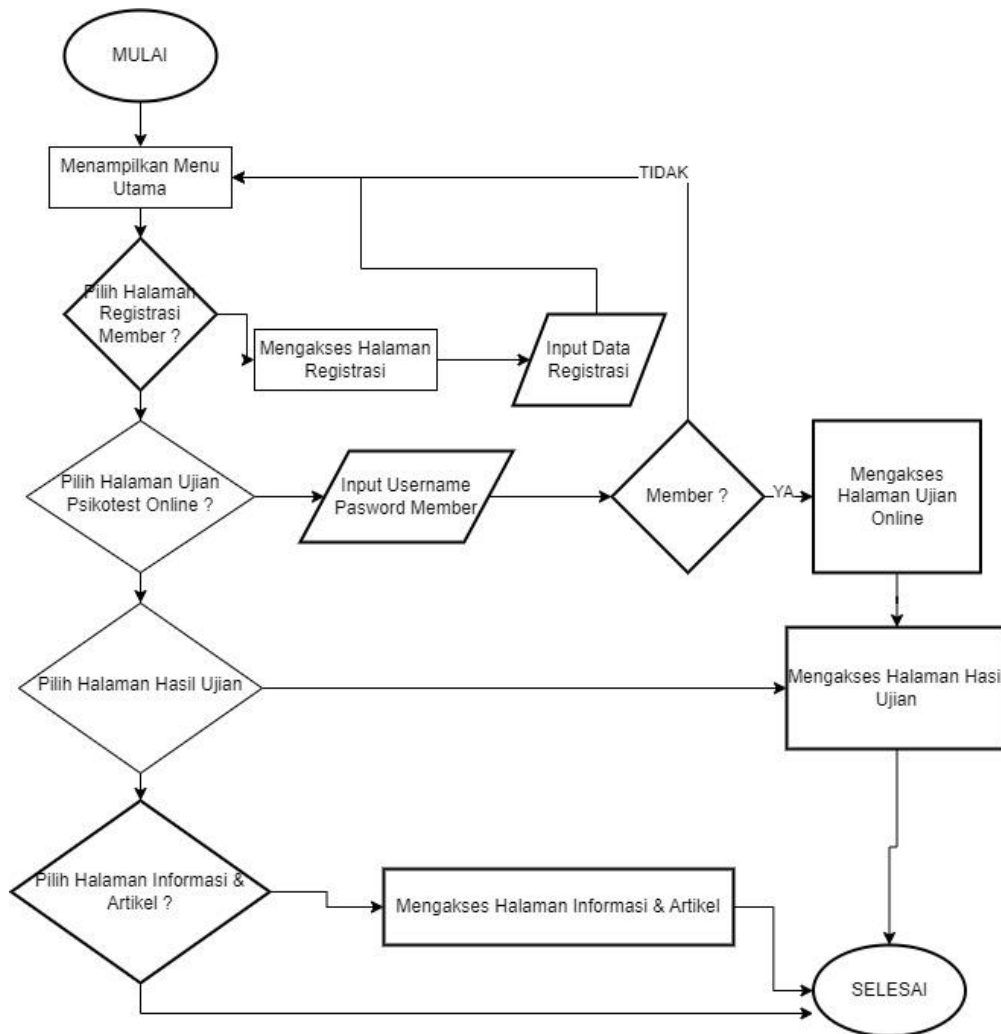 MULAI
Menampilkan Menu
Utama
TIDAK
Pilih Halaman
Registrasi
Member ?
Mengakses Halaman
Registrasi
Input Data
Registrasi
Pilih Halaman Ujian
Psikotest Online ?
Input Username
Pasword Member
Member ?
YA
Mengakses
Halaman Ujian
Online
Pilih Halaman Hasil Ujian
Mengakses Halaman Hasil
Ujian
Pilih Halaman Informasi &
Artikel ?
Mengakses Halaman Informasi & Artikel
SELESAI